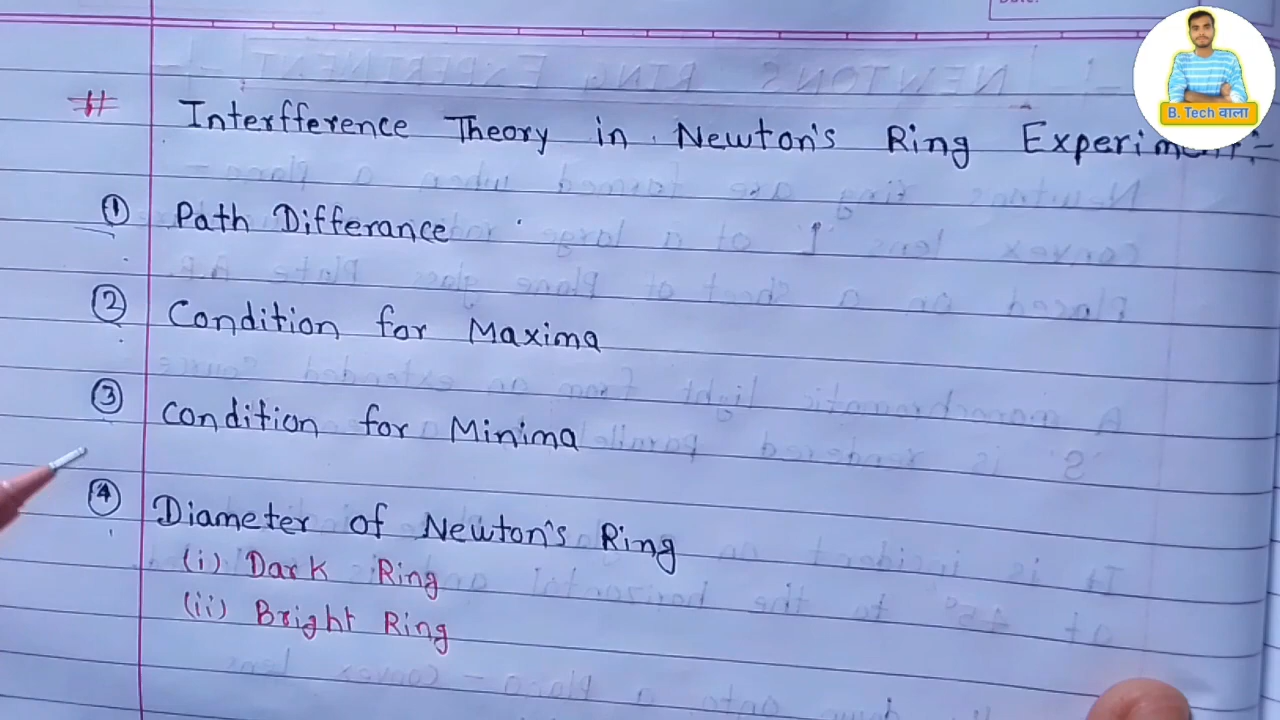 # Interfference Theory in Newton's Ring Experiment:-
① Path Differance
② Condition for Maxima
③ Condition for Minima
④ Diameter of Newton's Ring
(i) Dark Ring
(ii) Bright Ring
B. Tech वाला